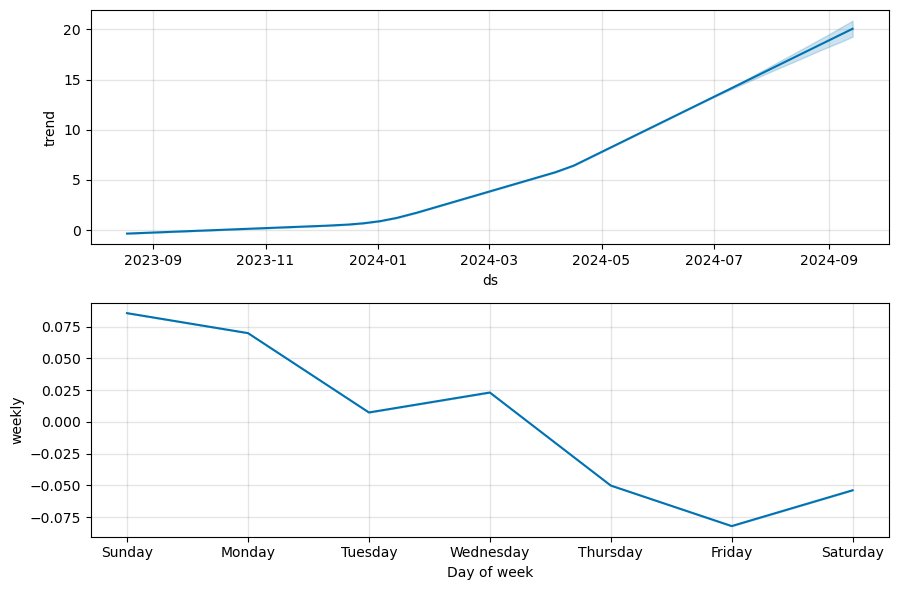 20
15
10
5
0
trend
2023-09 2023-11 2024-01 2024-03 2024-05 2024-07 2024-09
ds
0.075
0.050
0.025
0.000
−0.025
−0.050
−0.075
weekly
Sunday Monday Tuesday Wednesday Thursday Friday Saturday
Day of week